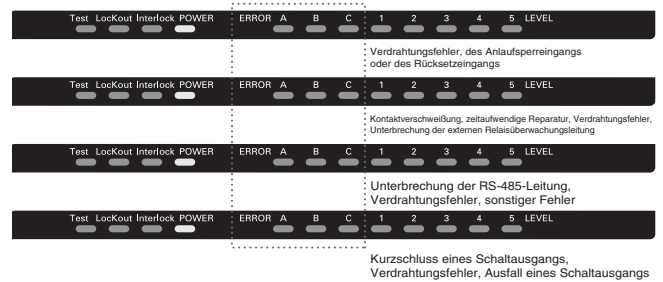 Test LocKout Interlock POWER ERROR A B C 1 2 3 4 5 LEVEL
Verdrahtungsfehler, des Anlaufsperreingangs
oder des Rücksetzeingangs
Test LocKout Interlock POWER ERROR A B C 1 2 3 4 5 LEVEL
Kontaktverschweißung, zeitaufwendige Reparatur, Verdrahtungsfehler,
Unterbrechung der externen Relaisüberwachungsleitung
Test LocKout Interlock POWER ERROR A B C 1 2 3 4 5 LEVEL
Unterbrechung der RS-485-Leitung,
Verdrahtungsfehler, sonstiger Fehler
Test LocKout Interlock POWER ERROR A B C 1 2 3 4 5 LEVEL
Kurzschluss eines Schaltausgangs,
Verdrahtungsfehler, Ausfall eines Schaltausgangs